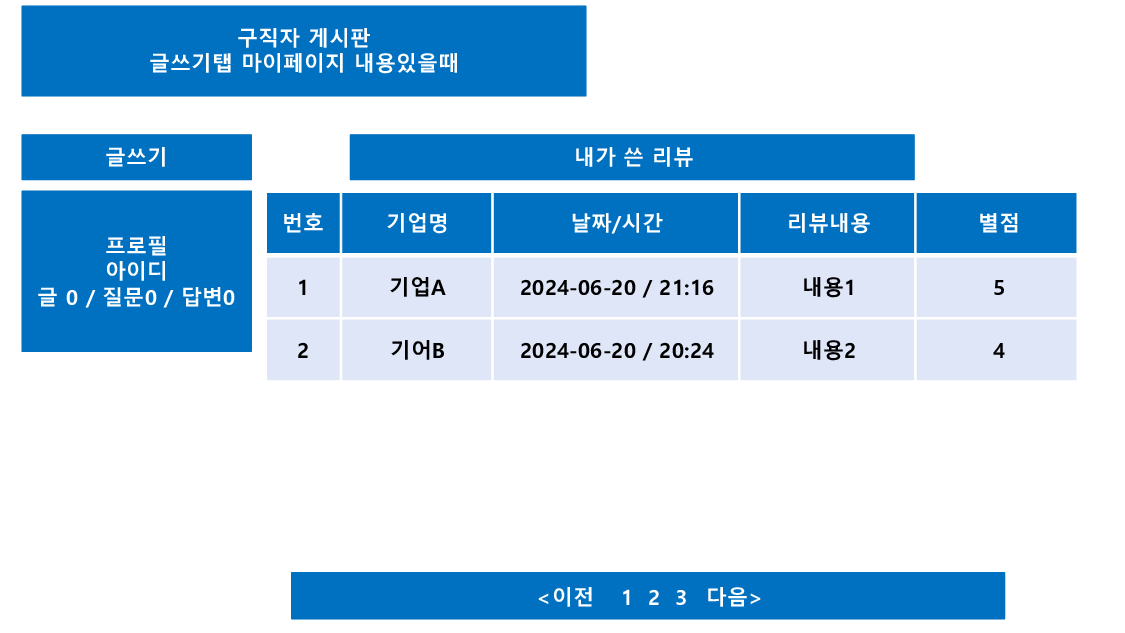 구직자 게시판
글쓰기탭 마이페이지 내용있을때
글쓰기
내가 쓴 리뷰
프로필
아이디
글 0 / 질문0 / 답변0
번호 기업명 날짜/시간 리뷰내용 별점
1 기업A 2024-06-20 / 21:16 내용1 5
2 기어B 2024-06-20 / 20:24 내용2 4
<이전 1 2 3 다음>